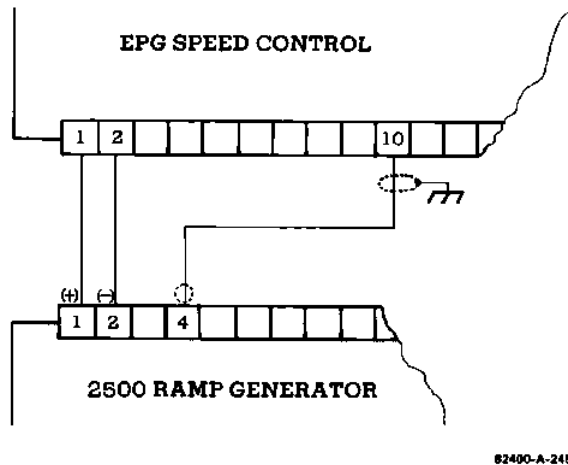 EPG SPEED CONTROL
1 2 10
(+) (−)
1 2 4
2500 RAMP GENERATOR